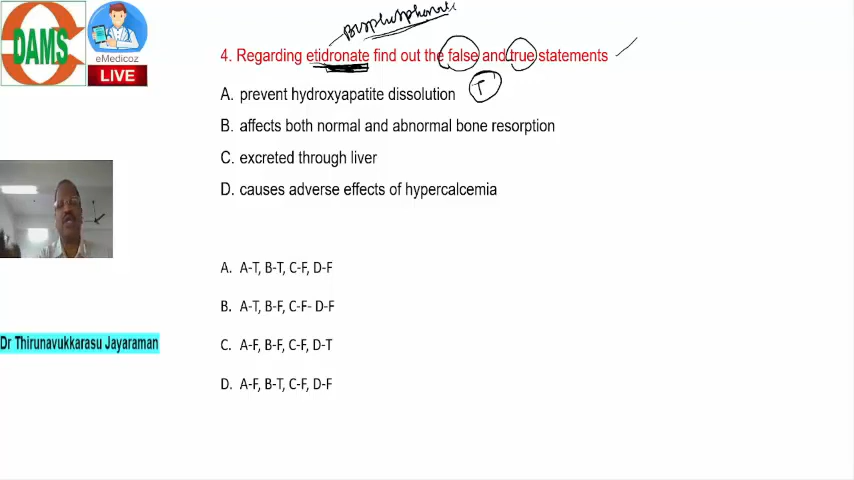 DAMS
eMedicoz
LIVE
4. Regarding etidronate find out the false and true statements
A. prevent hydroxyapatite dissolution T
B. affects both normal and abnormal bone resorption
C. excreted through liver
D. causes adverse effects of hypercalcemia
A. A-T, B-T, C-F, D-F
B. A-T, B-F, C-F- D-F
Dr Thirunavukkarasu Jayaraman
C. A-F, B-F, C-F, D-T
D. A-F, B-T, C-F, D-F